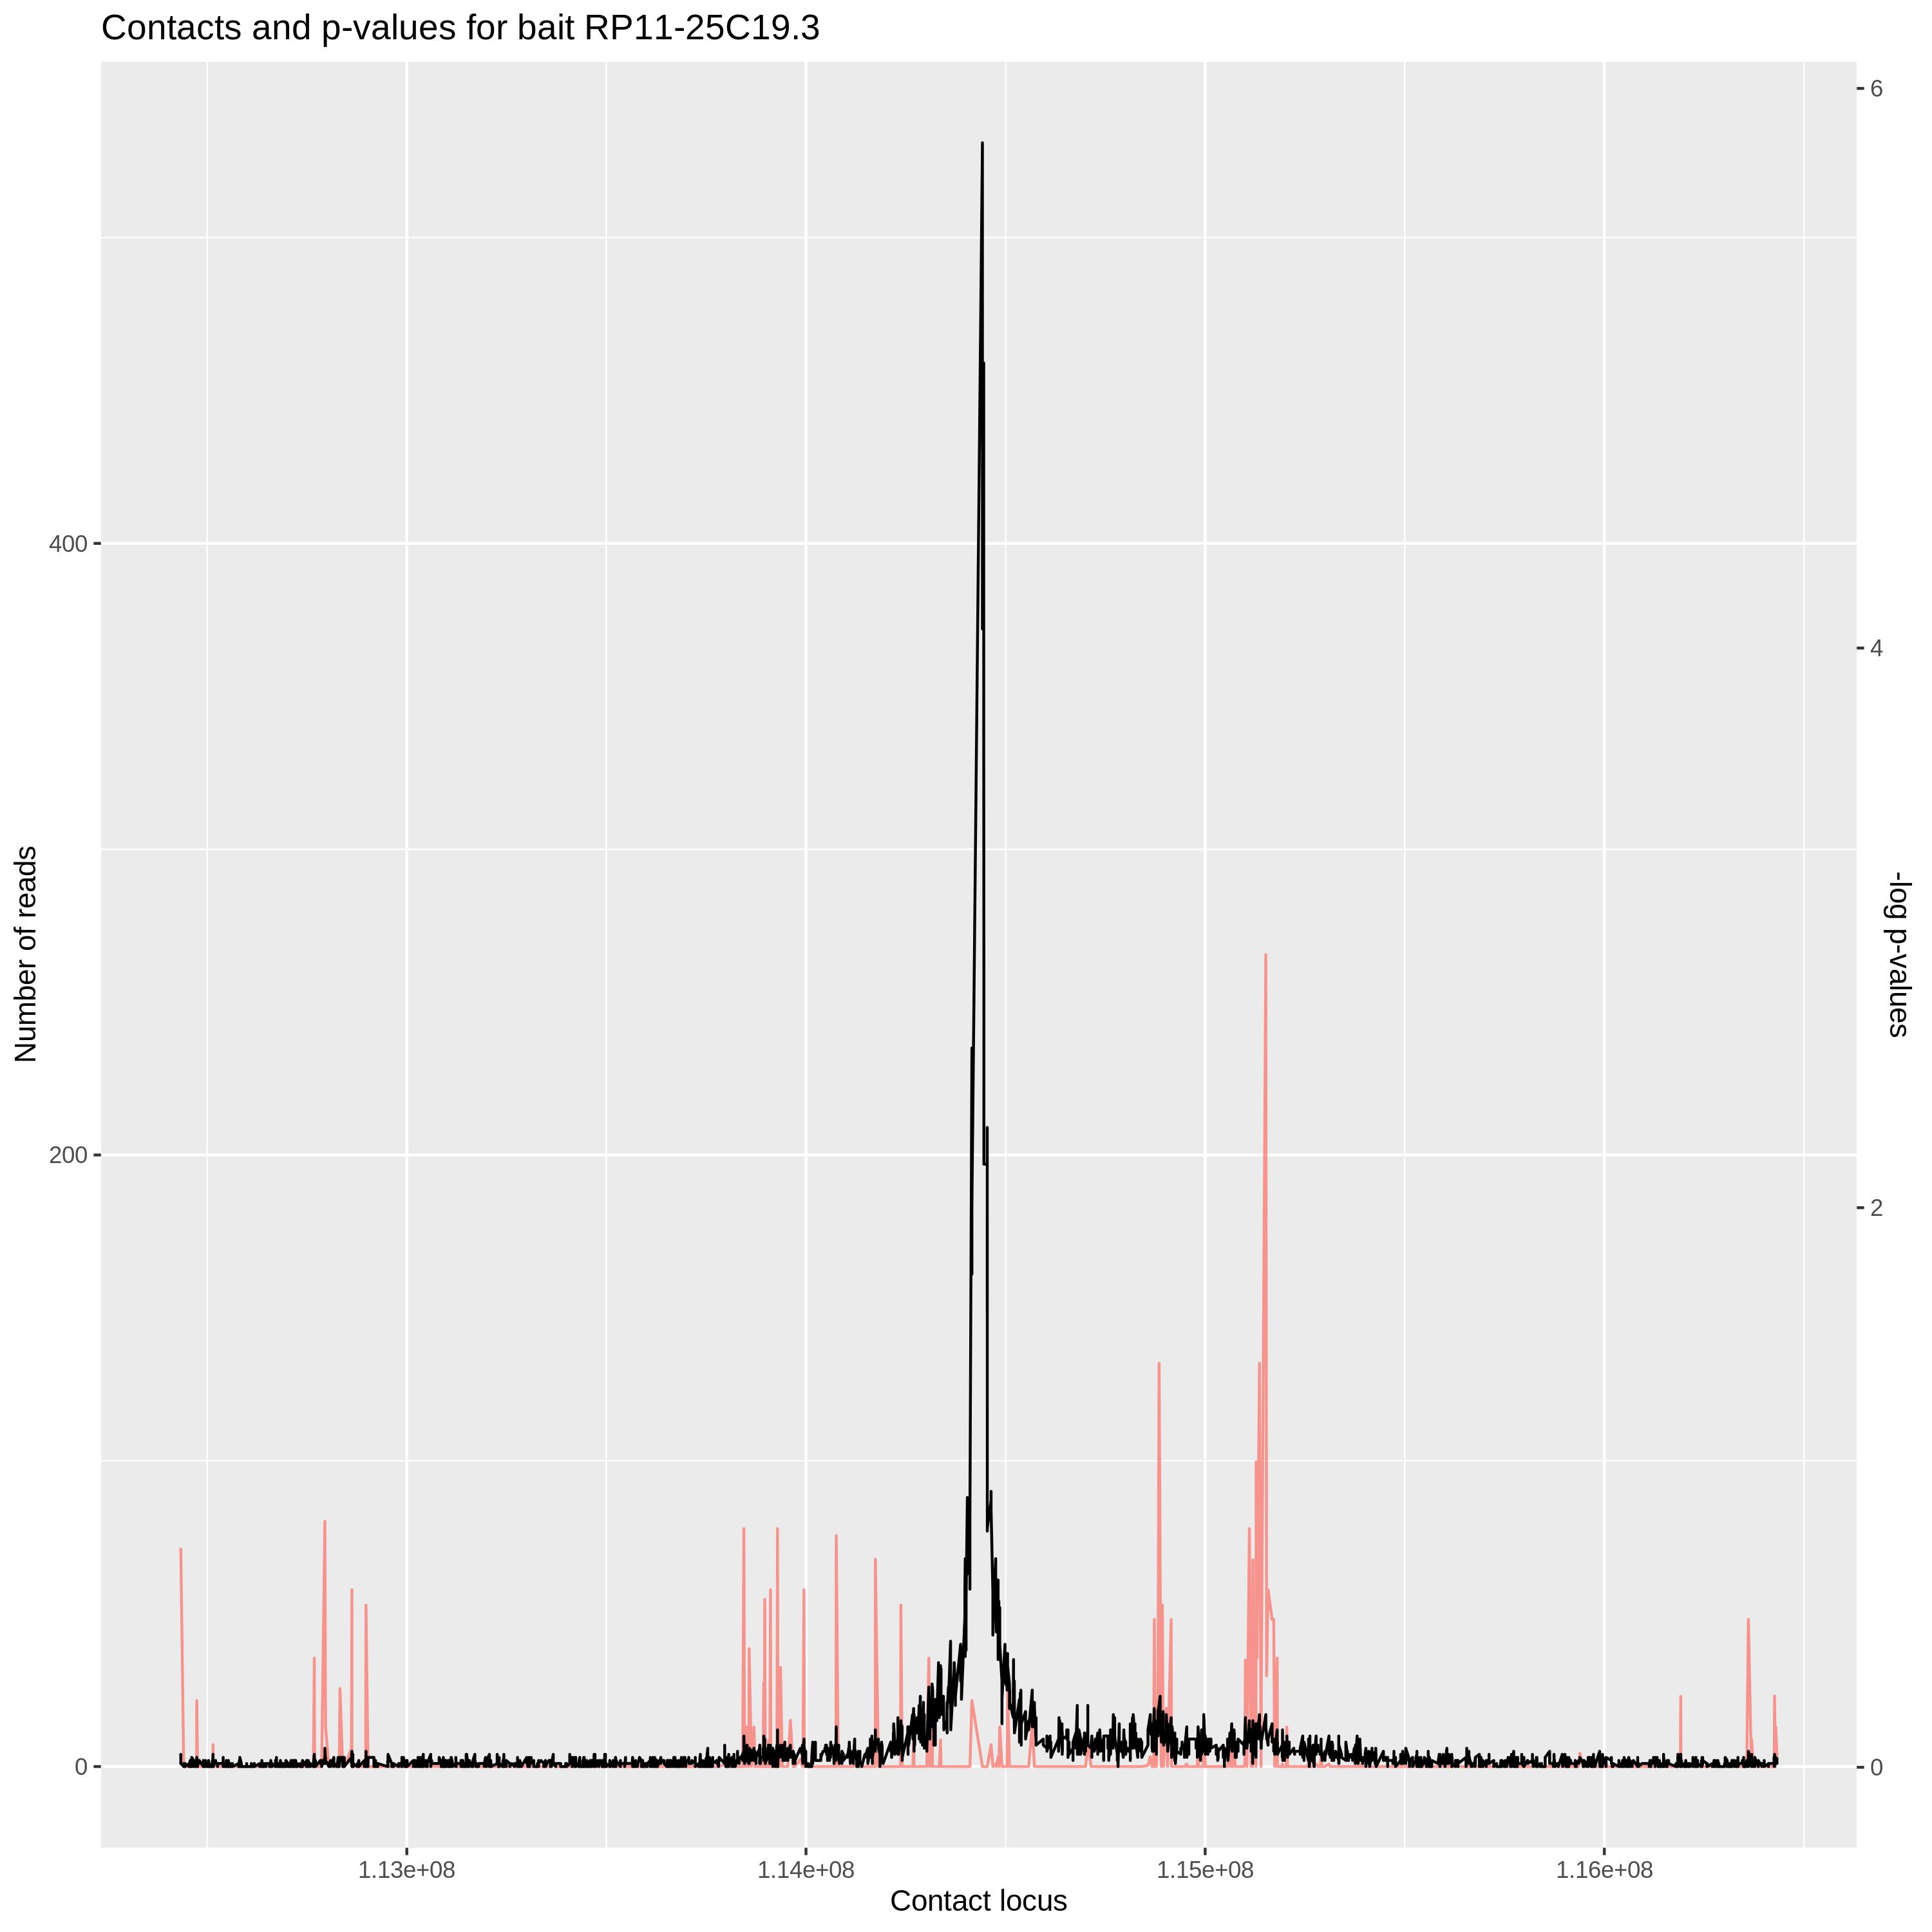 Contacts and p-values for bait RP11-25C19.3
6
400
4
Number of reads
-log p-values
200
2
0
0
1.13e+08
1.14e+08
1.15e+08
1.16e+08
Contact locus